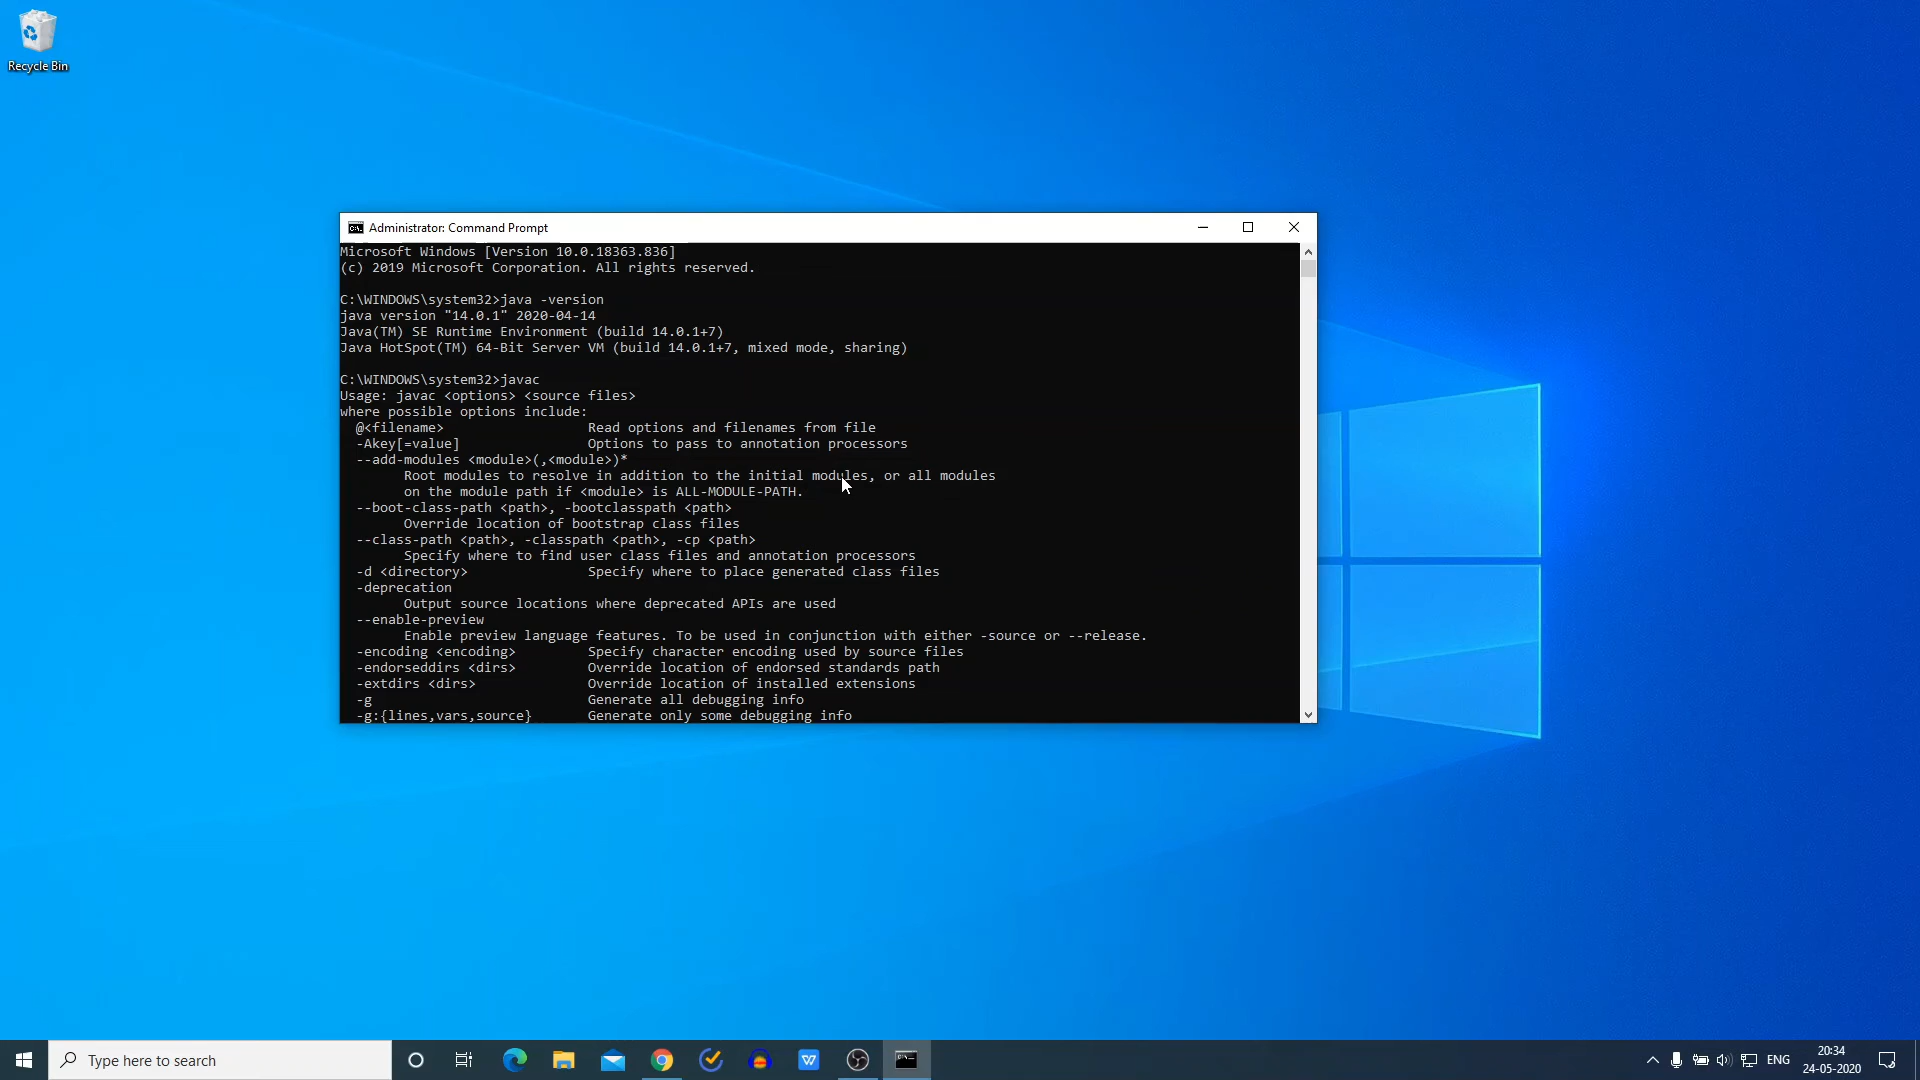 Recycle Bin
Administrator: Command Prompt
Microsoft Windows [Version 10.0.18363.836]
(c) 2019 Microsoft Corporation. All rights reserved.
C:\WINDOWS\system32>java -version
java version "14.0.1" 2020-04-14
Java(TM) SE Runtime Environment (build 14.0.1+7)
Java HotSpot(TM) 64-Bit Server VM (build 14.0.1+7, mixed mode, sharing)
C:\WINDOWS\system32>javac
Usage: javac <options> <source files>
where possible options include:
@<filename> Read options and filenames from file
-Akey[=value] Options to pass to annotation processors
--add-modules <module>(,<module>)*
Root modules to resolve in addition to the initial modules, or all modules
on the module path if <module> is ALL-MODULE-PATH.
--boot-class-path <path>, -bootclasspath <path>
Override location of bootstrap class files
--class-path <path>, -classpath <path>, -cp <path>
Specify where to find user class files and annotation processors
-d <directory> Specify where to place generated class files
-deprecation
Output source locations where deprecated APIs are used
--enable-preview
Enable preview language features. To be used in conjunction with either -source or --release.
-encoding <encoding> Specify character encoding used by source files
-endorseddirs <dirs> Override location of endorsed standards path
-extdirs <dirs> Override location of installed extensions
-g Generate all debugging info
-g:{lines,vars,source} Generate only some debugging info
Type here to search
ENG
20:34
24-05-2020